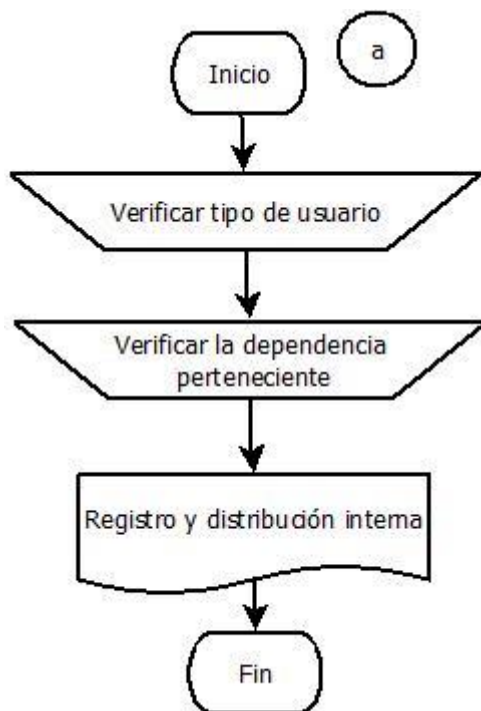 Inicio
a
Verificar tipo de usuario
Verificar la dependencia
perteneciente
Registro y distribución interna
Fin